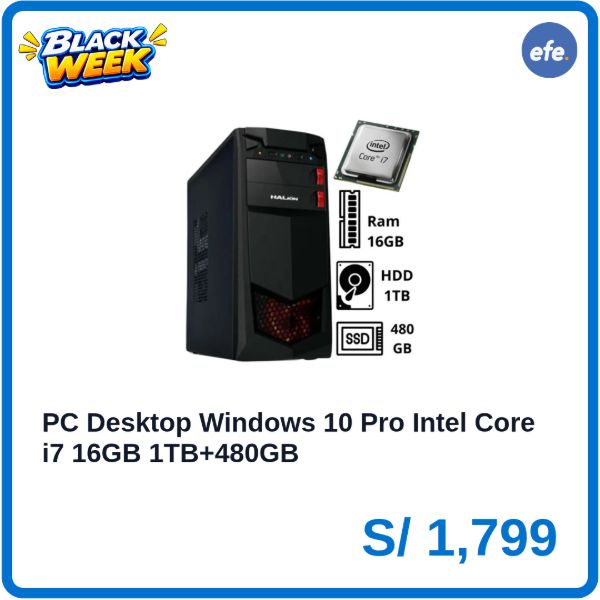 BLACK
WEEK
efe.
intel
Core™ i7
HALION
Ram
16GB
HDD
1TB
SSD
480
GB
PC Desktop Windows 10 Pro Intel Core
i7 16GB 1TB+480GB
S/ 1,799